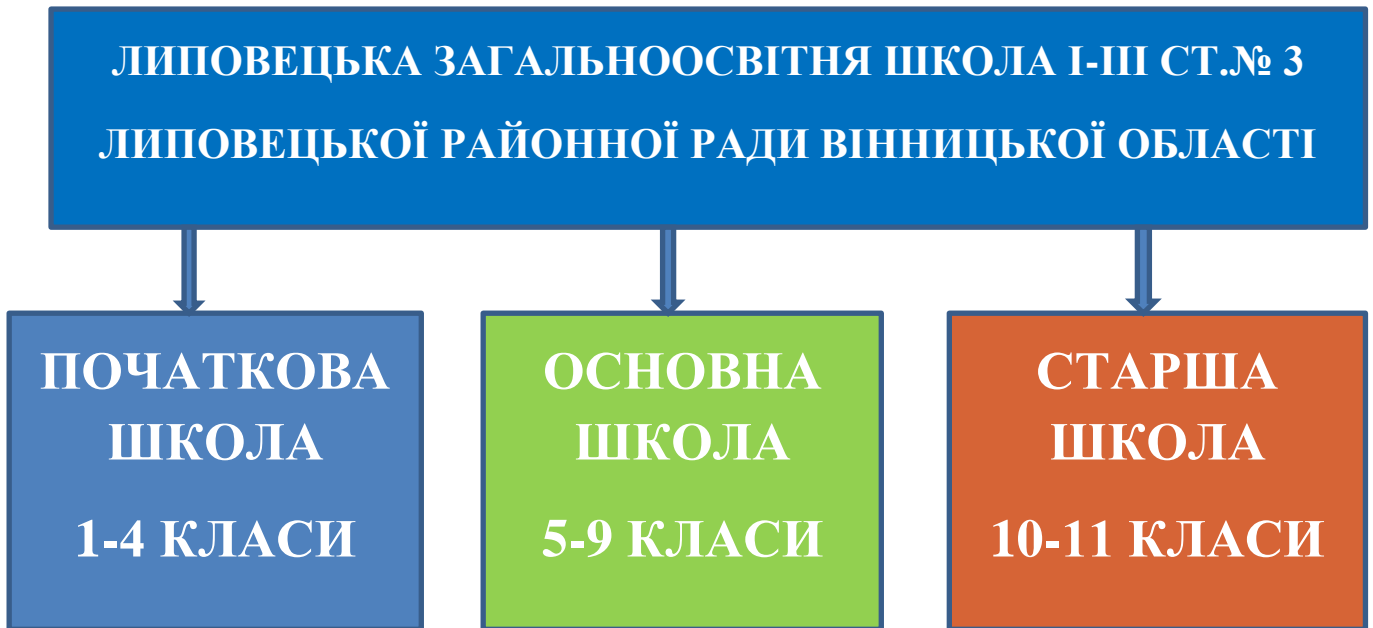 ЛИПОВЕЦЬКА ЗАГАЛЬНООСВІТНЯ ШКОЛА І-ІІІ СТ.№ 3
ЛИПОВЕЦЬКОЇ РАЙОННОЇ РАДИ ВІННИЦЬКОЇ ОБЛАСТІ
ПОЧАТКОВА
ШКОЛА
1-4 КЛАСИ
ОСНОВНА
ШКОЛА
5-9 КЛАСИ
СТАРША
ШКОЛА
10-11 КЛАСИ